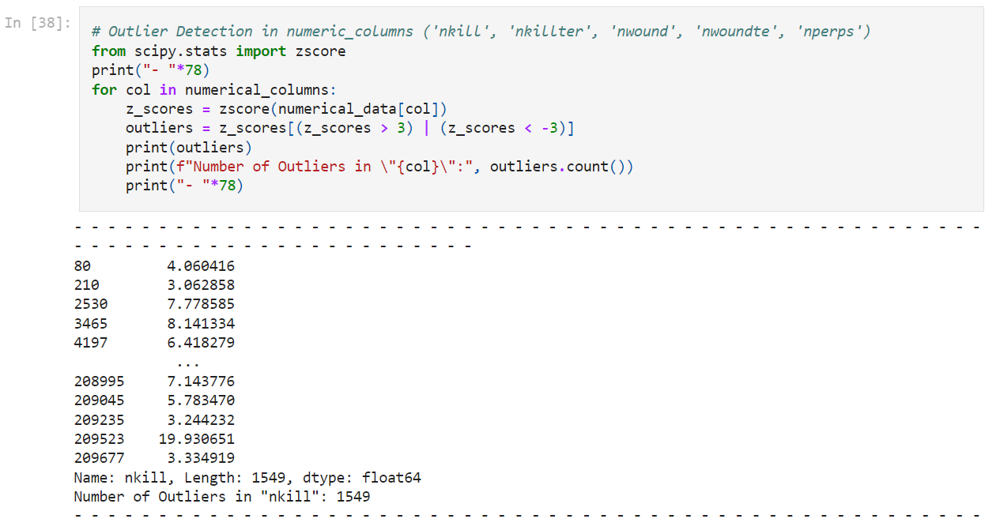 In [38]:
# Outlier Detection in numeric_columns ('nkill', 'nkillter', 'nwound', 'nwoundte', 'nperps')
from scipy.stats import zscore
print("- "*78)
for col in numerical_columns:
    z_scores = zscore(numerical_data[col])
    outliers = z_scores[(z_scores > 3) | (z_scores < -3)]
    print(outliers)
    print(f"Number of Outliers in \"{col}\":", outliers.count())
    print("- "*78)
- - - - - - - - - - - - - - - - - - - - - - - - - - - - - - - - - - - - - - - - - - - - - - - - - - - - - -
- - - - - - - - - - - - - - - - - - - - - - - -
80         4.060416
210        3.062858
2530       7.778585
3465       8.141334
4197       6.418279
            ...
208995     7.143776
209045     5.783470
209235     3.244232
209523    19.930651
209677     3.334919
Name: nkill, Length: 1549, dtype: float64
Number of Outliers in "nkill": 1549
- - - - - - - - - - - - - - - - - - - - - - - - - - - - - - - - - - - - - - - - - - - - - - - - - - - - - -